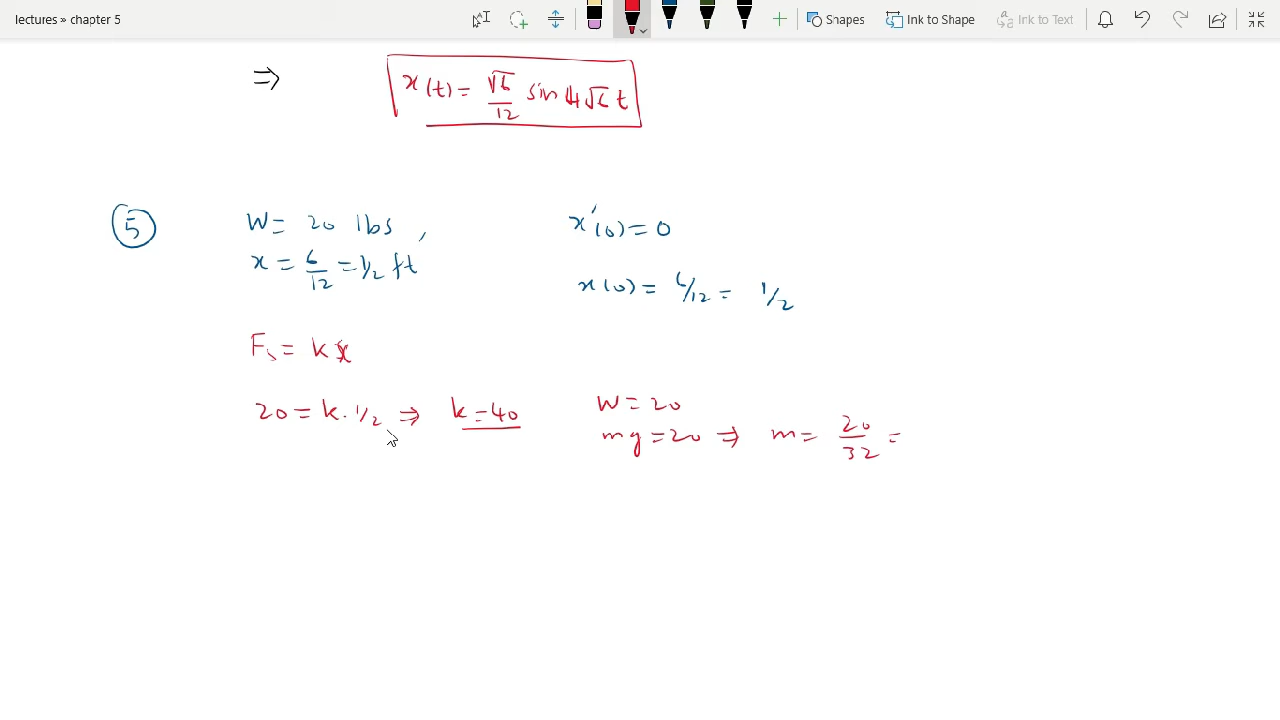 lectures » chapter 5
Shapes Ink to Shape Ink to Text
⇒ x(t) = √6/12 sin 4√6 t
5 W = 20 lbs, x'(0) = 0
x = 6/12 = 1/2 ft x(0) = 6/12 = 1/2
Fs = kx
20 = k . 1/2 ⇒ k = 40 W = 20
mg = 20 ⇒ m = 20/32 =